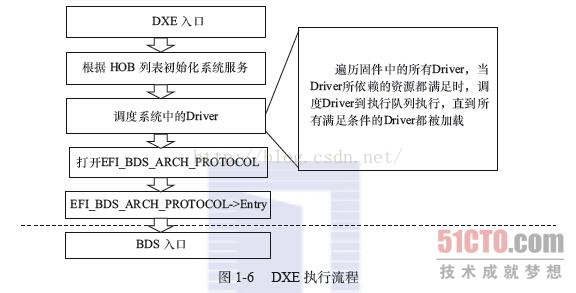 DXE 入口
根据 HOB 列表初始化系统服务
调度系统中的Driver
打开EFI_BDS_ARCH_PROTOCOL
EFI_BDS_ARCH_PROTOCOL->Entry
BDS 入口
遍历固件中的所有Driver，当
Driver所依赖的资源都满足时，调
度Driver到执行队列执行，直到所
有满足条件的Driver都被加载
http://blog.csdn.net/
51CTO.com
技术成就梦想
图 1-6 DXE 执行流程